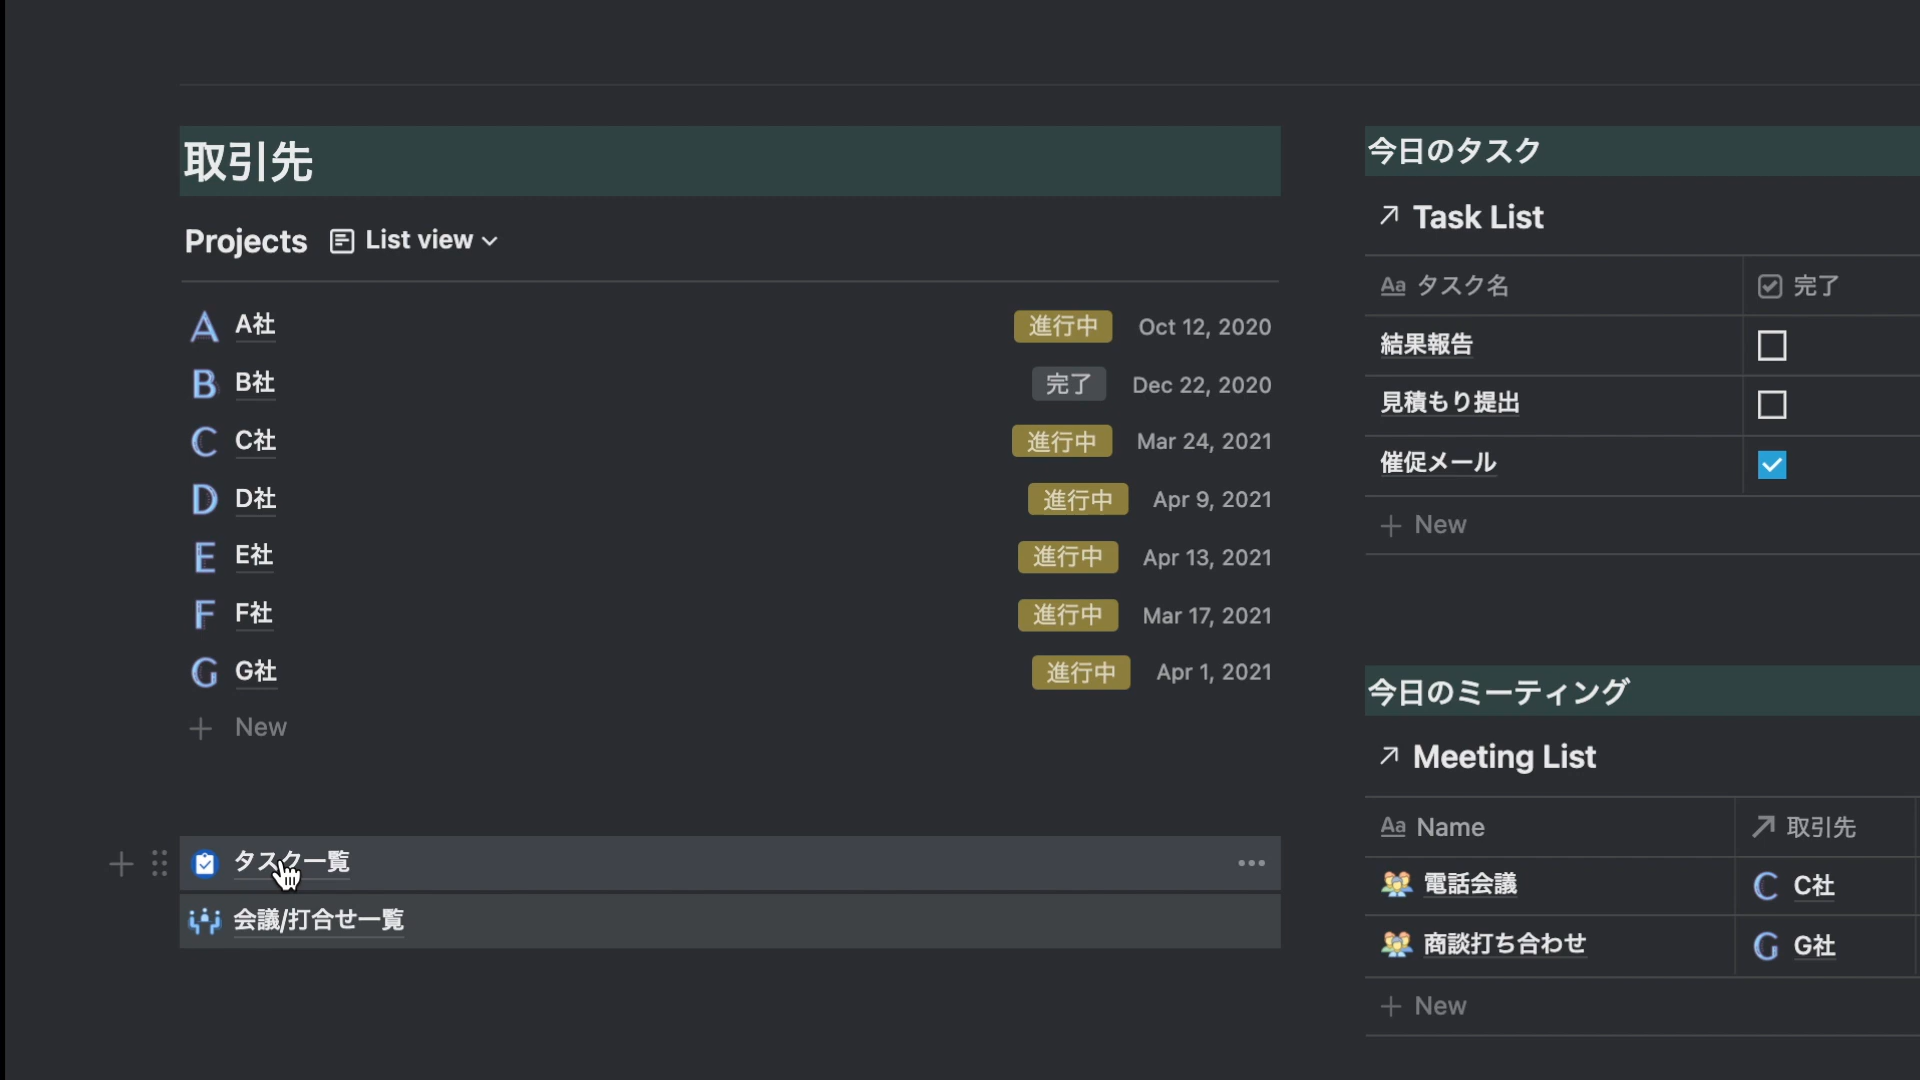 取引先
Projects List view
A社 進行中 Oct 12, 2020
B社 完了 Dec 22, 2020
C社 進行中 Mar 24, 2021
D社 進行中 Apr 9, 2021
E社 進行中 Apr 13, 2021
F社 進行中 Mar 17, 2021
G社 進行中 Apr 1, 2021
New
タスク一覧
会議/打合せ一覧
今日のタスク
Task List
Aa タスク名 完了
結果報告
見積もり提出
催促メール
New
今日のミーティング
Meeting List
Aa Name 取引先
電話会議 C社
商談打ち合わせ G社
New